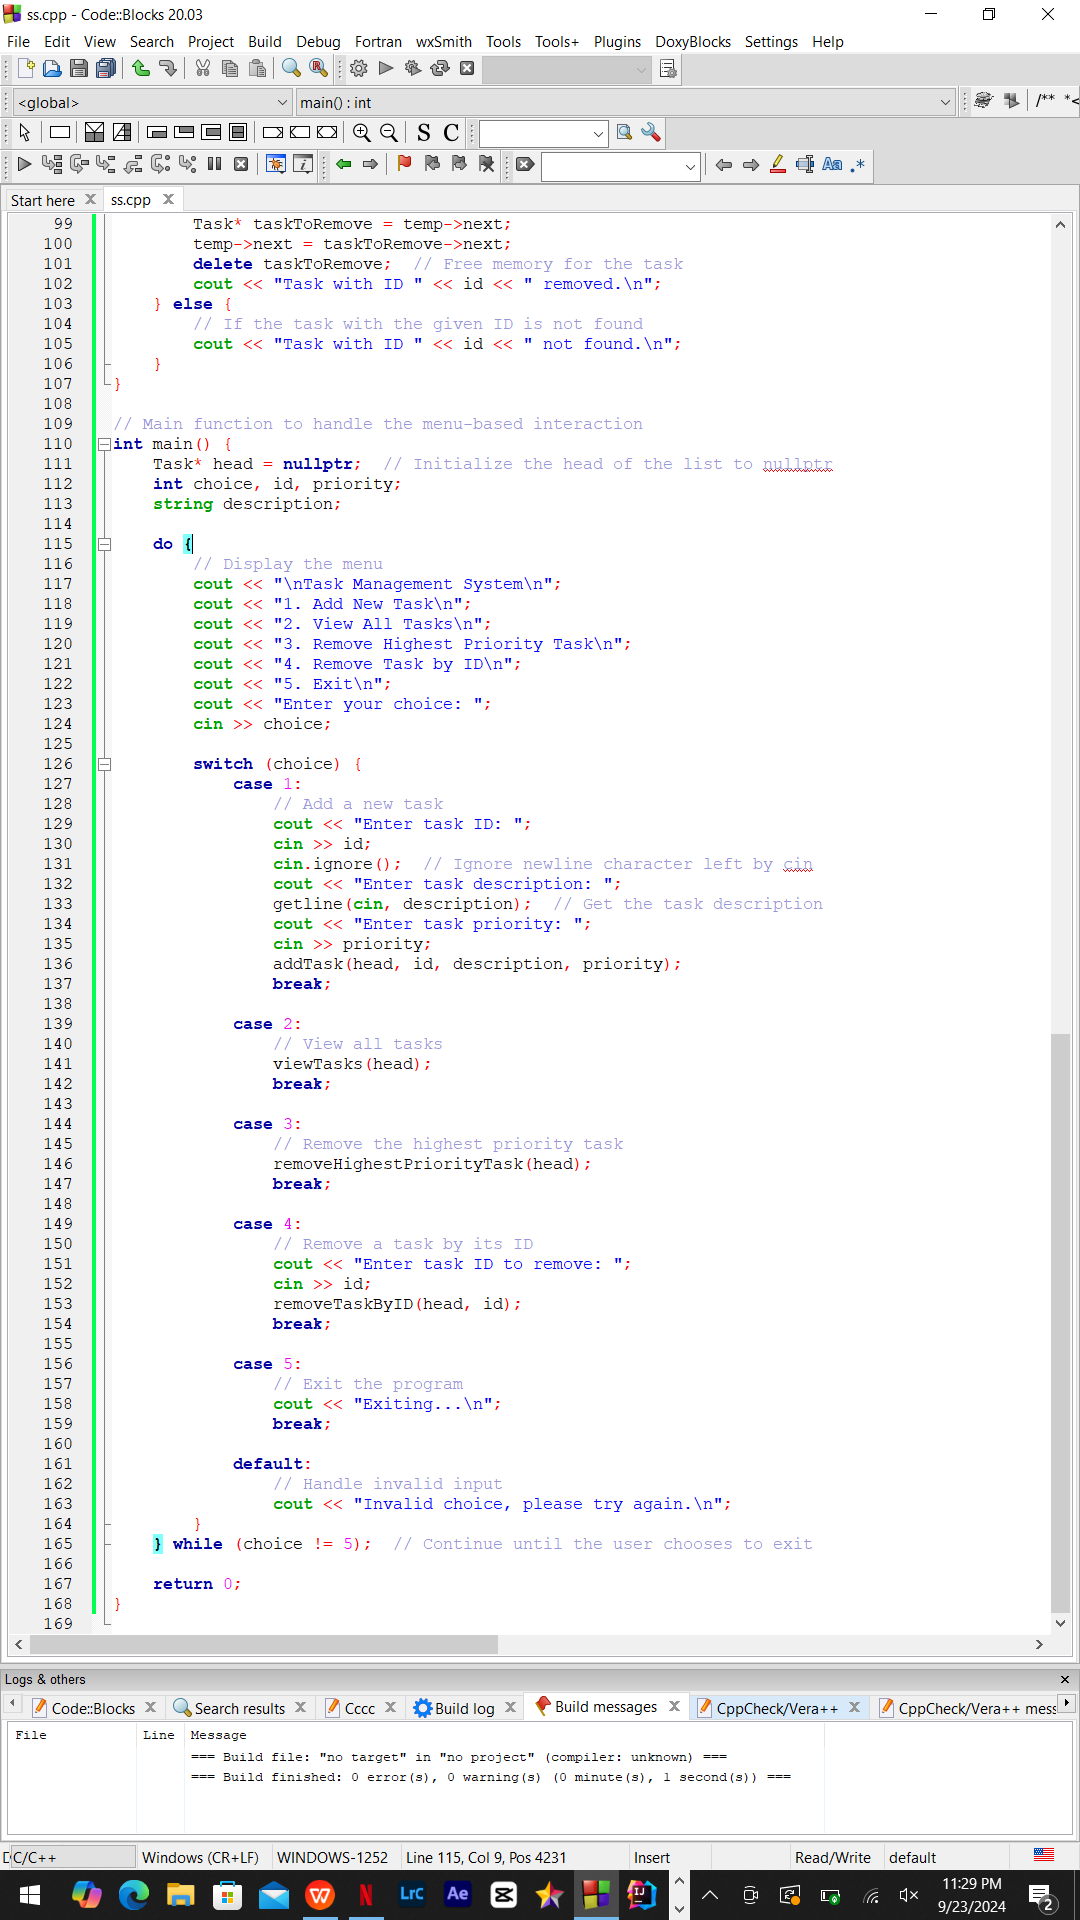 ss.cpp - Code::Blocks 20.03
File Edit View Search Project Build Debug Fortran wxSmith Tools Tools+ Plugins DoxyBlocks Settings Help
<global> main() : int /** *<
S C
Start here ss.cpp
99 Task* taskToRemove = temp->next;
100 temp->next = taskToRemove->next;
101 delete taskToRemove; // Free memory for the task
102 cout << "Task with ID " << id << " removed.\n";
103 } else {
104 // If the task with the given ID is not found
105 cout << "Task with ID " << id << " not found.\n";
106 }
107 }
108
109 // Main function to handle the menu-based interaction
110 int main() {
111 Task* head = nullptr; // Initialize the head of the list to nullptr
112 int choice, id, priority;
113 string description;
114
115 do {
116 // Display the menu
117 cout << "\nTask Management System\n";
118 cout << "1. Add New Task\n";
119 cout << "2. View All Tasks\n";
120 cout << "3. Remove Highest Priority Task\n";
121 cout << "4. Remove Task by ID\n";
122 cout << "5. Exit\n";
123 cout << "Enter your choice: ";
124 cin >> choice;
125
126 switch (choice) {
127 case 1:
128 // Add a new task
129 cout << "Enter task ID: ";
130 cin >> id;
131 cin.ignore(); // Ignore newline character left by cin
132 cout << "Enter task description: ";
133 getline(cin, description); // Get the task description
134 cout << "Enter task priority: ";
135 cin >> priority;
136 addTask(head, id, description, priority);
137 break;
138
139 case 2:
140 // View all tasks
141 viewTasks(head);
142 break;
143
144 case 3:
145 // Remove the highest priority task
146 removeHighestPriorityTask(head);
147 break;
148
149 case 4:
150 // Remove a task by its ID
151 cout << "Enter task ID to remove: ";
152 cin >> id;
153 removeTaskByID(head, id);
154 break;
155
156 case 5:
157 // Exit the program
158 cout << "Exiting...\n";
159 break;
160
161 default:
162 // Handle invalid input
163 cout << "Invalid choice, please try again.\n";
164 }
165 } while (choice != 5); // Continue until the user chooses to exit
166
167 return 0;
168 }
169
Logs & others
Code::Blocks Search results Cccc Build log Build messages CppCheck/Vera++ CppCheck/Vera++ mess
File Line Message
=== Build file: "no target" in "no project" (compiler: unknown) ===
=== Build finished: 0 error(s), 0 warning(s) (0 minute(s), 1 second(s)) ===
C/C++ Windows (CR+LF) WINDOWS-1252 Line 115, Col 9, Pos 4231 Insert Read/Write default
LrC Ae 11:29 PM
9/23/2024 2